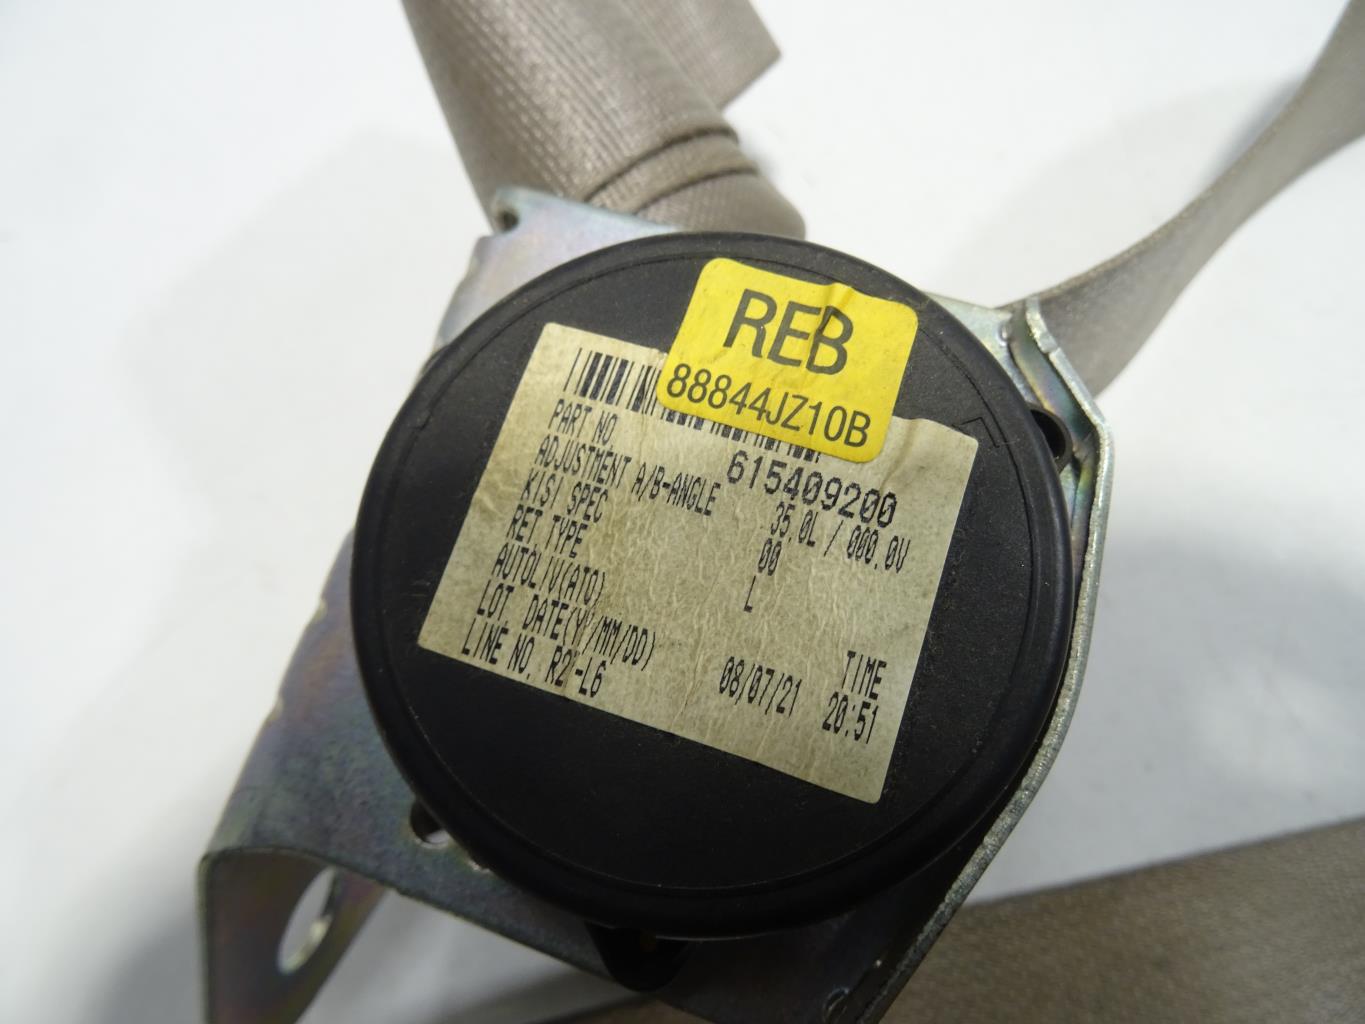 REB
88844JZ10B
PART NO. 615409200
ADJUSTMENT A/B-ANGLE 35.0L / 000.0V
KISI SPEC 00
RET.TYPE L
AUTOLIV(ATO)
LOT. DATE(YY/MM/DD) 08/07/21 TIME 20:51
LINE NO. R2 -L6